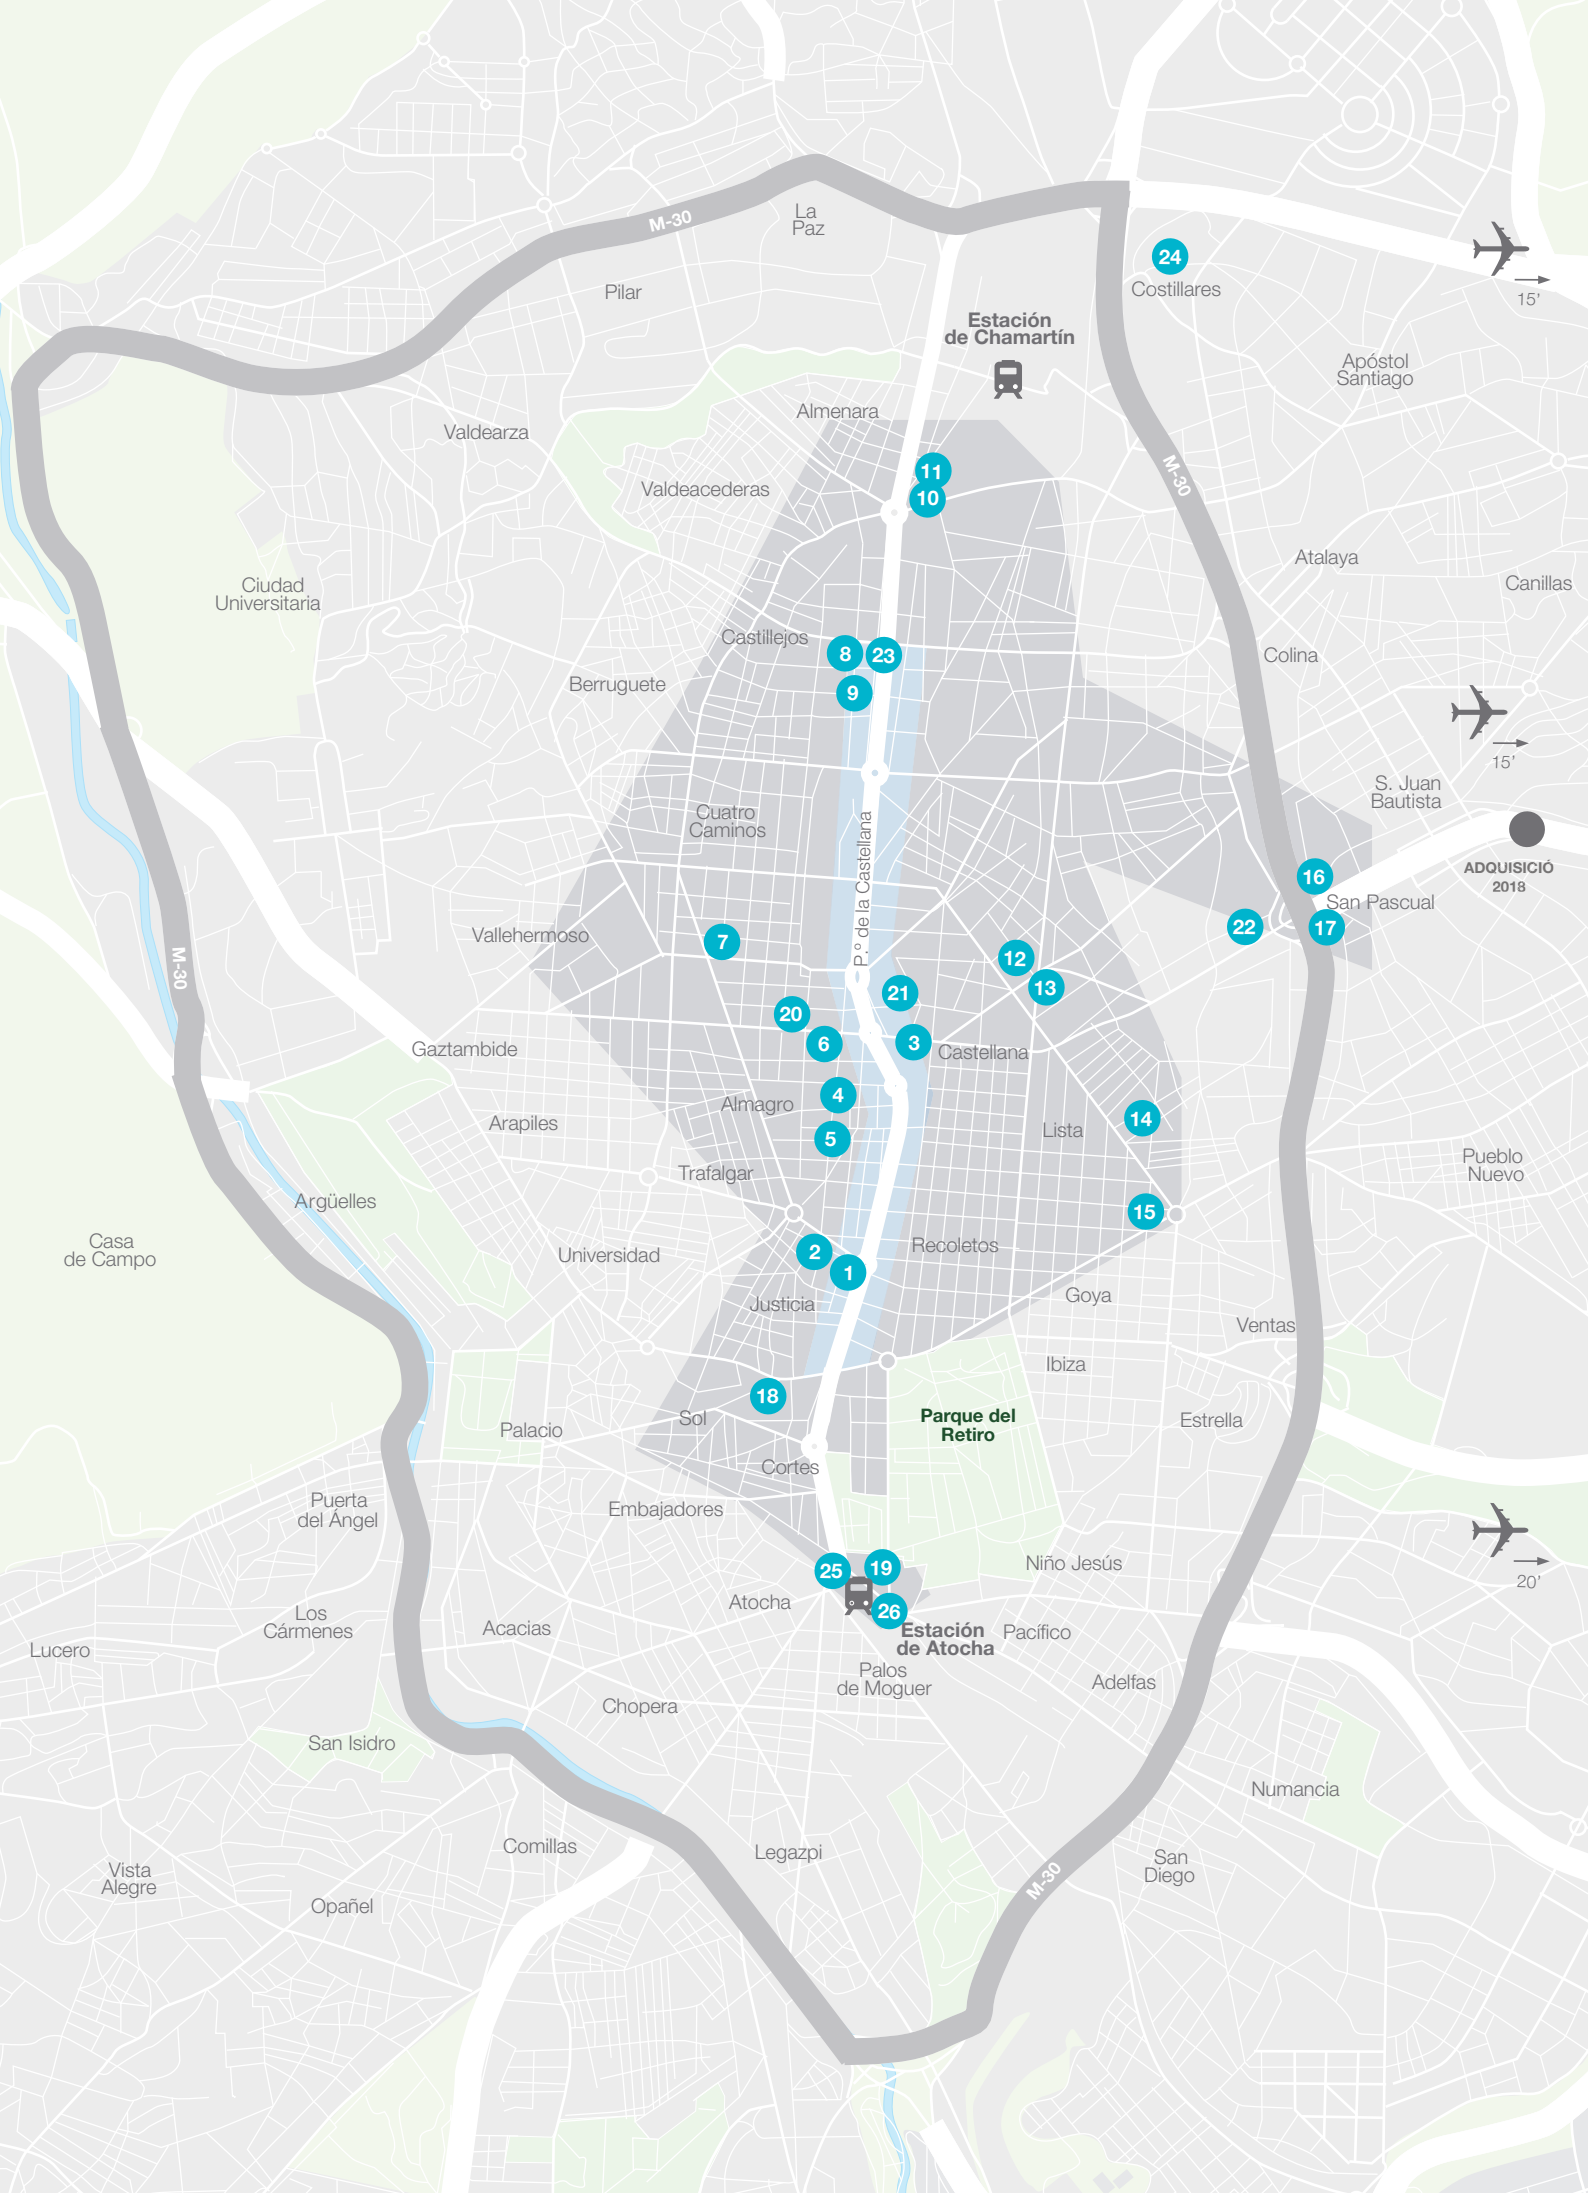 M-30
La
Paz
24
Costillares
15'
Pilar
Estación
de Chamartín
Apóstol
Santiago
Almenara
Valdearza
11
10
Valdeacederas
M-30
Atalaya
Canillas
Ciudad
Universitaria
Castillejos
8
23
9
Colina
Berruguete
15'
S. Juan
Bautista
Cuatro
Caminos
P.º de la Castellana
ADQUISICIÓ
2018
16
San Pascual
22
17
Vallehermoso
7
12
13
M-30
21
20
6
3
Castellana
Gaztambide
4
Almagro
5
14
Lista
Arapiles
Trafalgar
Pueblo
Nuevo
Argüelles
15
Casa
de Campo
Universidad
2
1
Recoletos
Justicia
Goya
Ventas
Ibiza
18
Sol
Palacio
Parque del
Retiro
Estrella
Cortes
Puerta
del Ángel
Embajadores
25
19
26
Niño Jesús
20'
Atocha
Estación
de Atocha
Pacífico
Los
Cármenes
Acacias
Lucero
Palos
de Moguer
Adelfas
Chopera
San Isidro
Numancia
Comillas
Legazpi
San
Diego
Vista
Alegre
Opañel
M-30